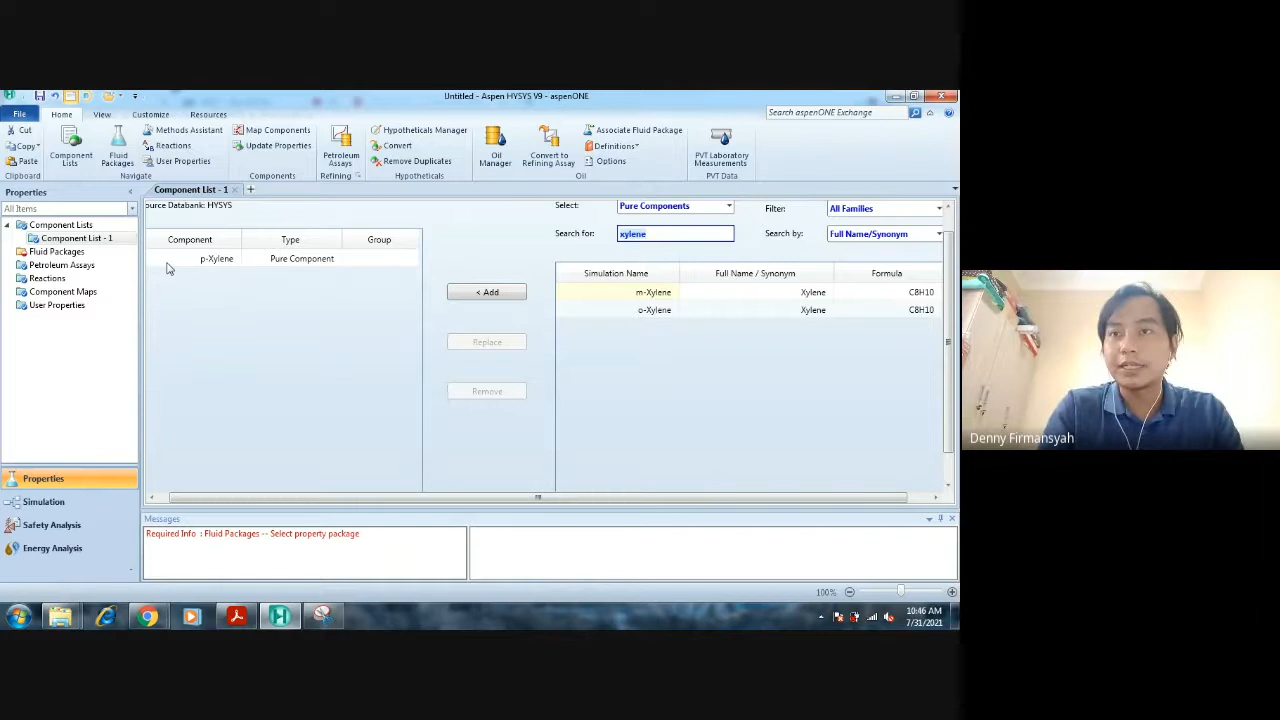 Untitled - Aspen HYSYS V9 - aspenONE
File
Home
View
Customize
Resources
Search aspenONE Exchange
Cut
Copy
Paste
Clipboard
Component Lists
Fluid Packages
Methods Assistant
Reactions
User Properties
Navigate
Map Components
Update Properties
Components
Petroleum Assays
Refining
Hypotheticals Manager
Convert
Remove Duplicates
Hypotheticals
Oil Manager
Convert to Refining Assay
Associate Fluid Package
Definitions
Options
Oil
PVT Laboratory Measurements
PVT Data
Properties
All Items
Component Lists
Component List - 1
Fluid Packages
Petroleum Assays
Reactions
Component Maps
User Properties
Properties
Simulation
Safety Analysis
Energy Analysis
Component List - 1
ource Databank: HYSYS
Component Type Group
p-Xylene Pure Component
< Add
Replace
Remove
Select: Pure Components Filter: All Families
Search for: xylene Search by: Full Name/Synonym
Simulation Name Full Name / Synonym Formula
m-Xylene Xylene C8H10
o-Xylene Xylene C8H10
Messages
Required Info : Fluid Packages -- Select property package
100%
10:46 AM
7/31/2021
Denny Firmansyah